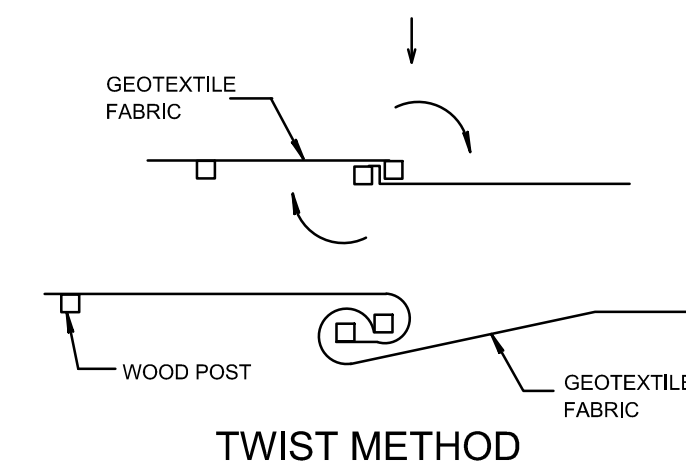 GEOTEXTILE
FABRIC
WOOD POST
GEOTEXTILE
FABRIC
TWIST METHOD